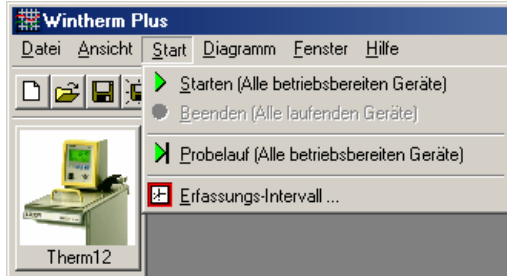 Wintherm Plus
Datei Ansicht Start Diagramm Fenster Hilfe
Starten (Alle betriebsbereiten Geräte)
Beenden (Alle laufenden Geräte)
Probelauf (Alle betriebsbereiten Geräte)
Erfassungs-Intervall ...
Therm12